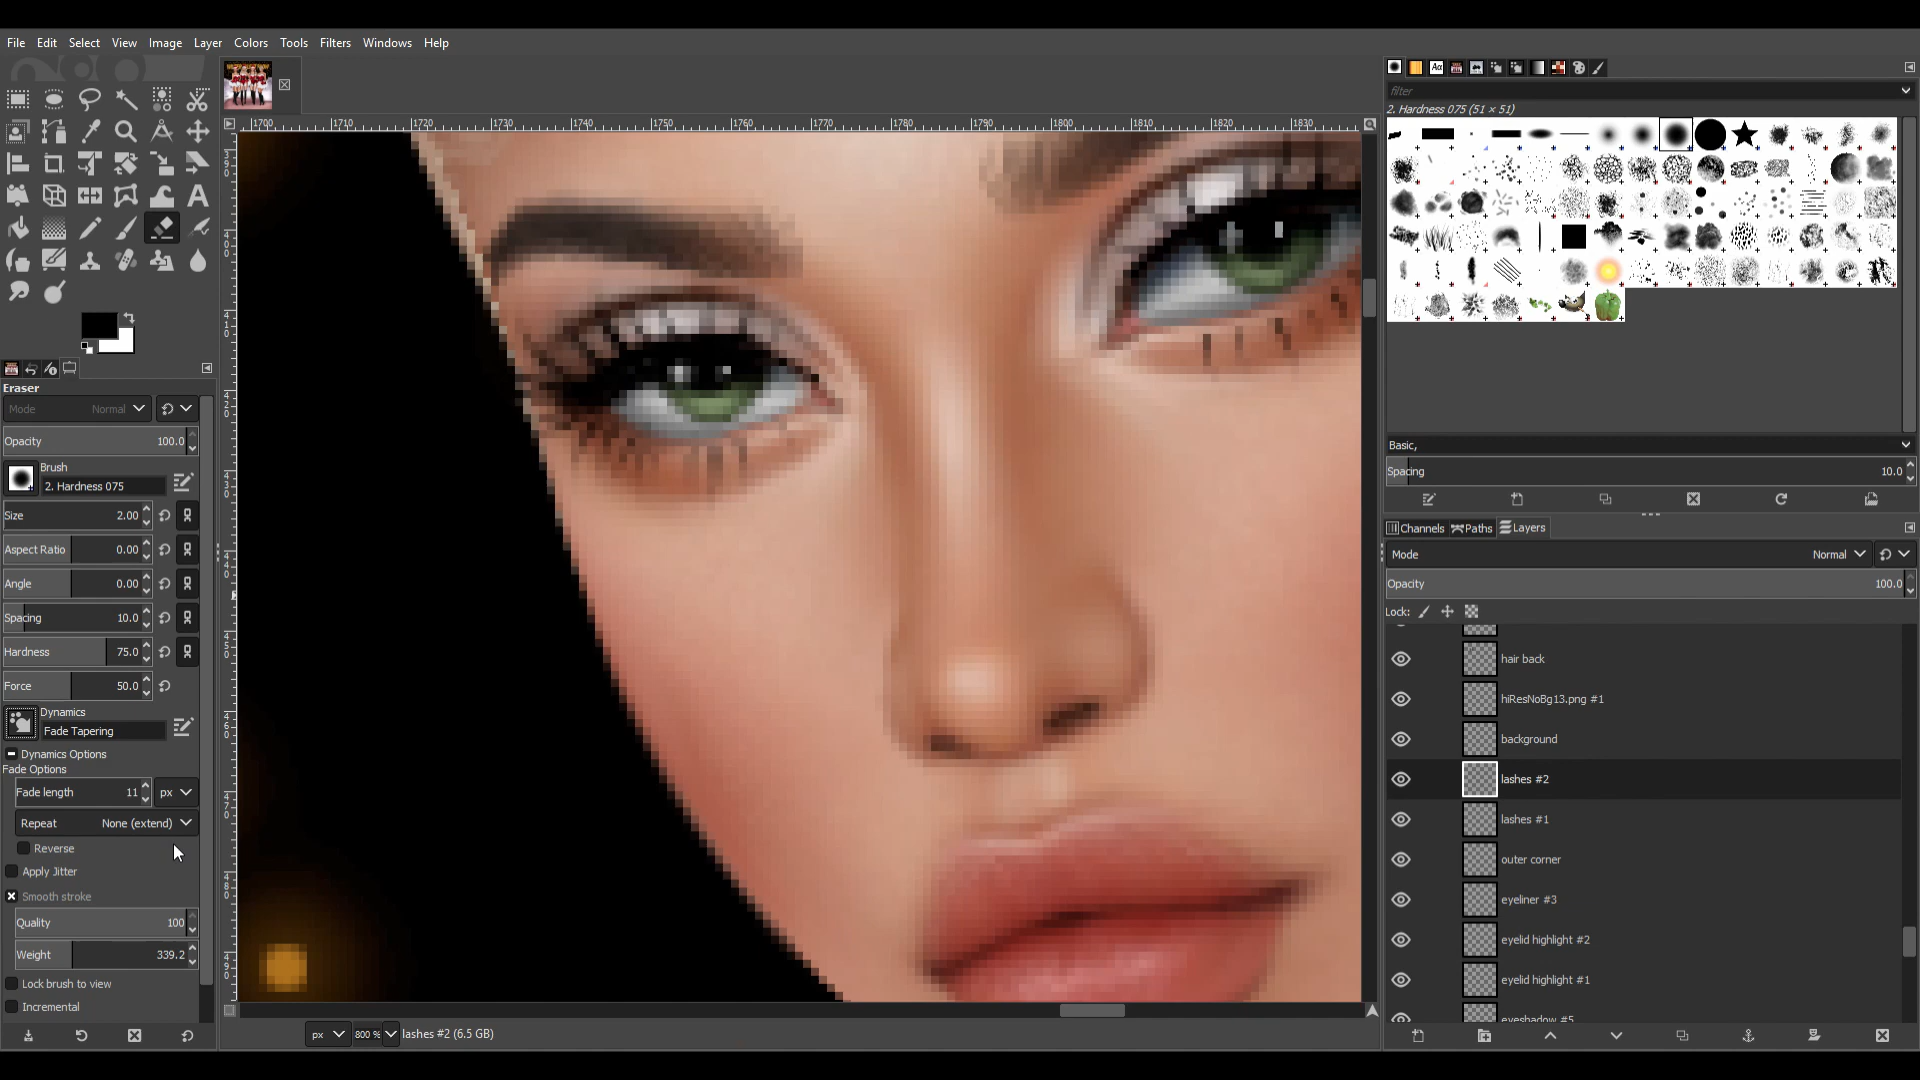 File Edit Select View Image Layer Colors Tools Filters Windows Help
1700 1710 1720 1730 1740 1750 1760 1770 1780 1790 1800 1810 1820 1830
Eraser
Mode Normal
Opacity 100.0
Brush
2. Hardness 075
Size 2.00
Aspect Ratio 0.00
Angle 0.00
Spacing 10.0
Hardness 75.0
Force 50.0
Dynamics
Fade Tapering
Dynamics Options
Fade Options
Fade length 11 px
Repeat None (extend)
Reverse
Apply Jitter
Smooth stroke
Quality 100
Weight 339.2
Lock brush to view
Incremental
px 800 % lashes #2 (6.5 GB)
filter
2. Hardness 075 (51 × 51)
Basic,
Spacing 10.0
Channels Paths Layers
Mode Normal
Opacity 100.0
Lock:
hair back
hiResNoBg13.png #1
background
lashes #2
lashes #1
outer corner
eyeliner #3
eyelid highlight #2
eyelid highlight #1
eyeshadow #5